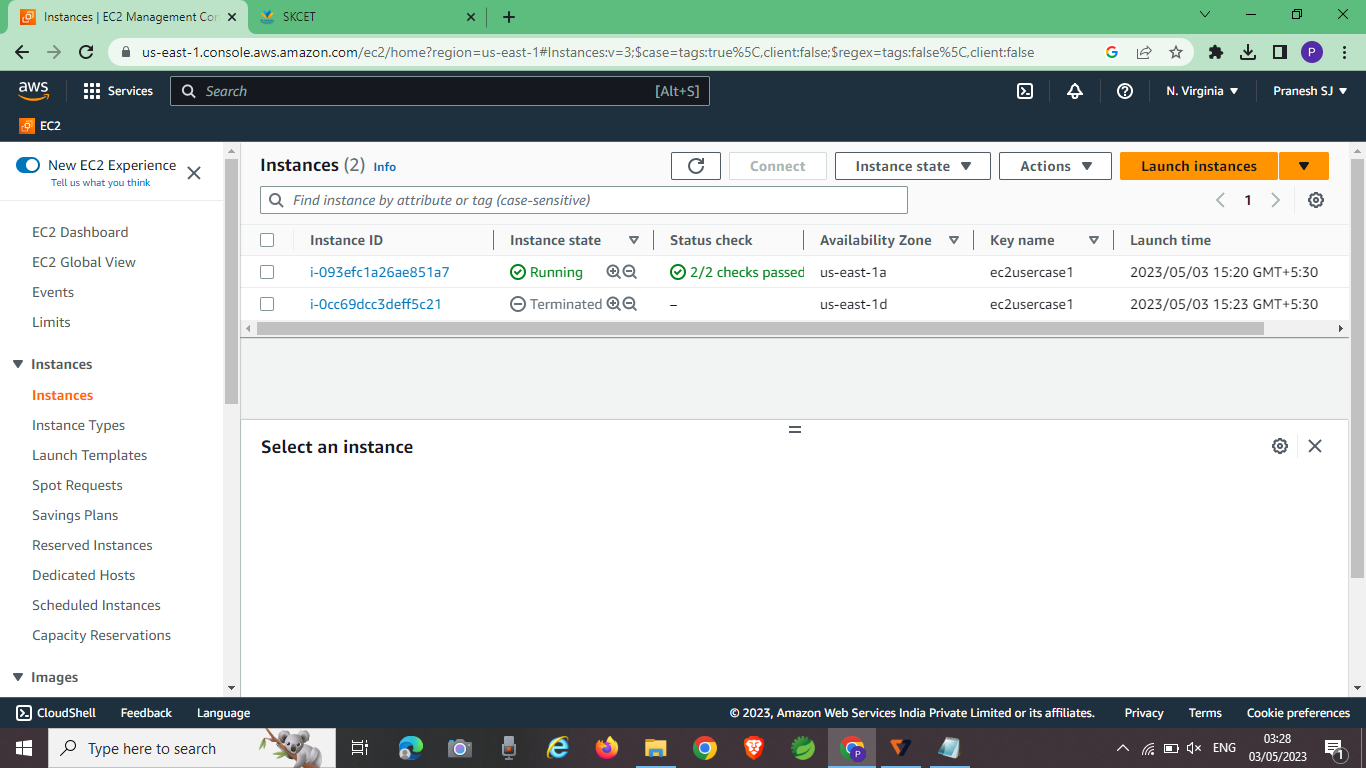 Instances | EC2 Management Con
SKCET
us-east-1.console.aws.amazon.com/ec2/home?region=us-east-1#Instances:v=3;$case=tags:true%5C,client:false;$regex=tags:false%5C,client:false
P
aws Services Search [Alt+S] N. Virginia Pranesh SJ
EC2
New EC2 Experience
Tell us what you think
EC2 Dashboard
EC2 Global View
Events
Limits
Instances
Instances
Instance Types
Launch Templates
Spot Requests
Savings Plans
Reserved Instances
Dedicated Hosts
Scheduled Instances
Capacity Reservations
Images
Instances (2) Info Connect Instance state Actions Launch instances
Find instance by attribute or tag (case-sensitive) 1
Instance ID Instance state Status check Availability Zone Key name Launch time
i-093efc1a26ae851a7 Running 2/2 checks passed us-east-1a ec2usercase1 2023/05/03 15:20 GMT+5:30
i-0cc69dcc3deff5c21 Terminated – us-east-1d ec2usercase1 2023/05/03 15:23 GMT+5:30
Select an instance
CloudShell Feedback Language © 2023, Amazon Web Services India Private Limited or its affiliates. Privacy Terms Cookie preferences
Type here to search P ENG 03:28
03/05/2023
1